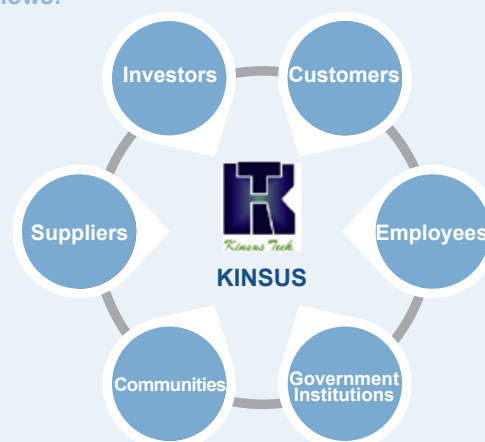 Investors
Customers
Kinsus Tech.
KINSUS
Suppliers
Employees
Communities
Government
Institutions